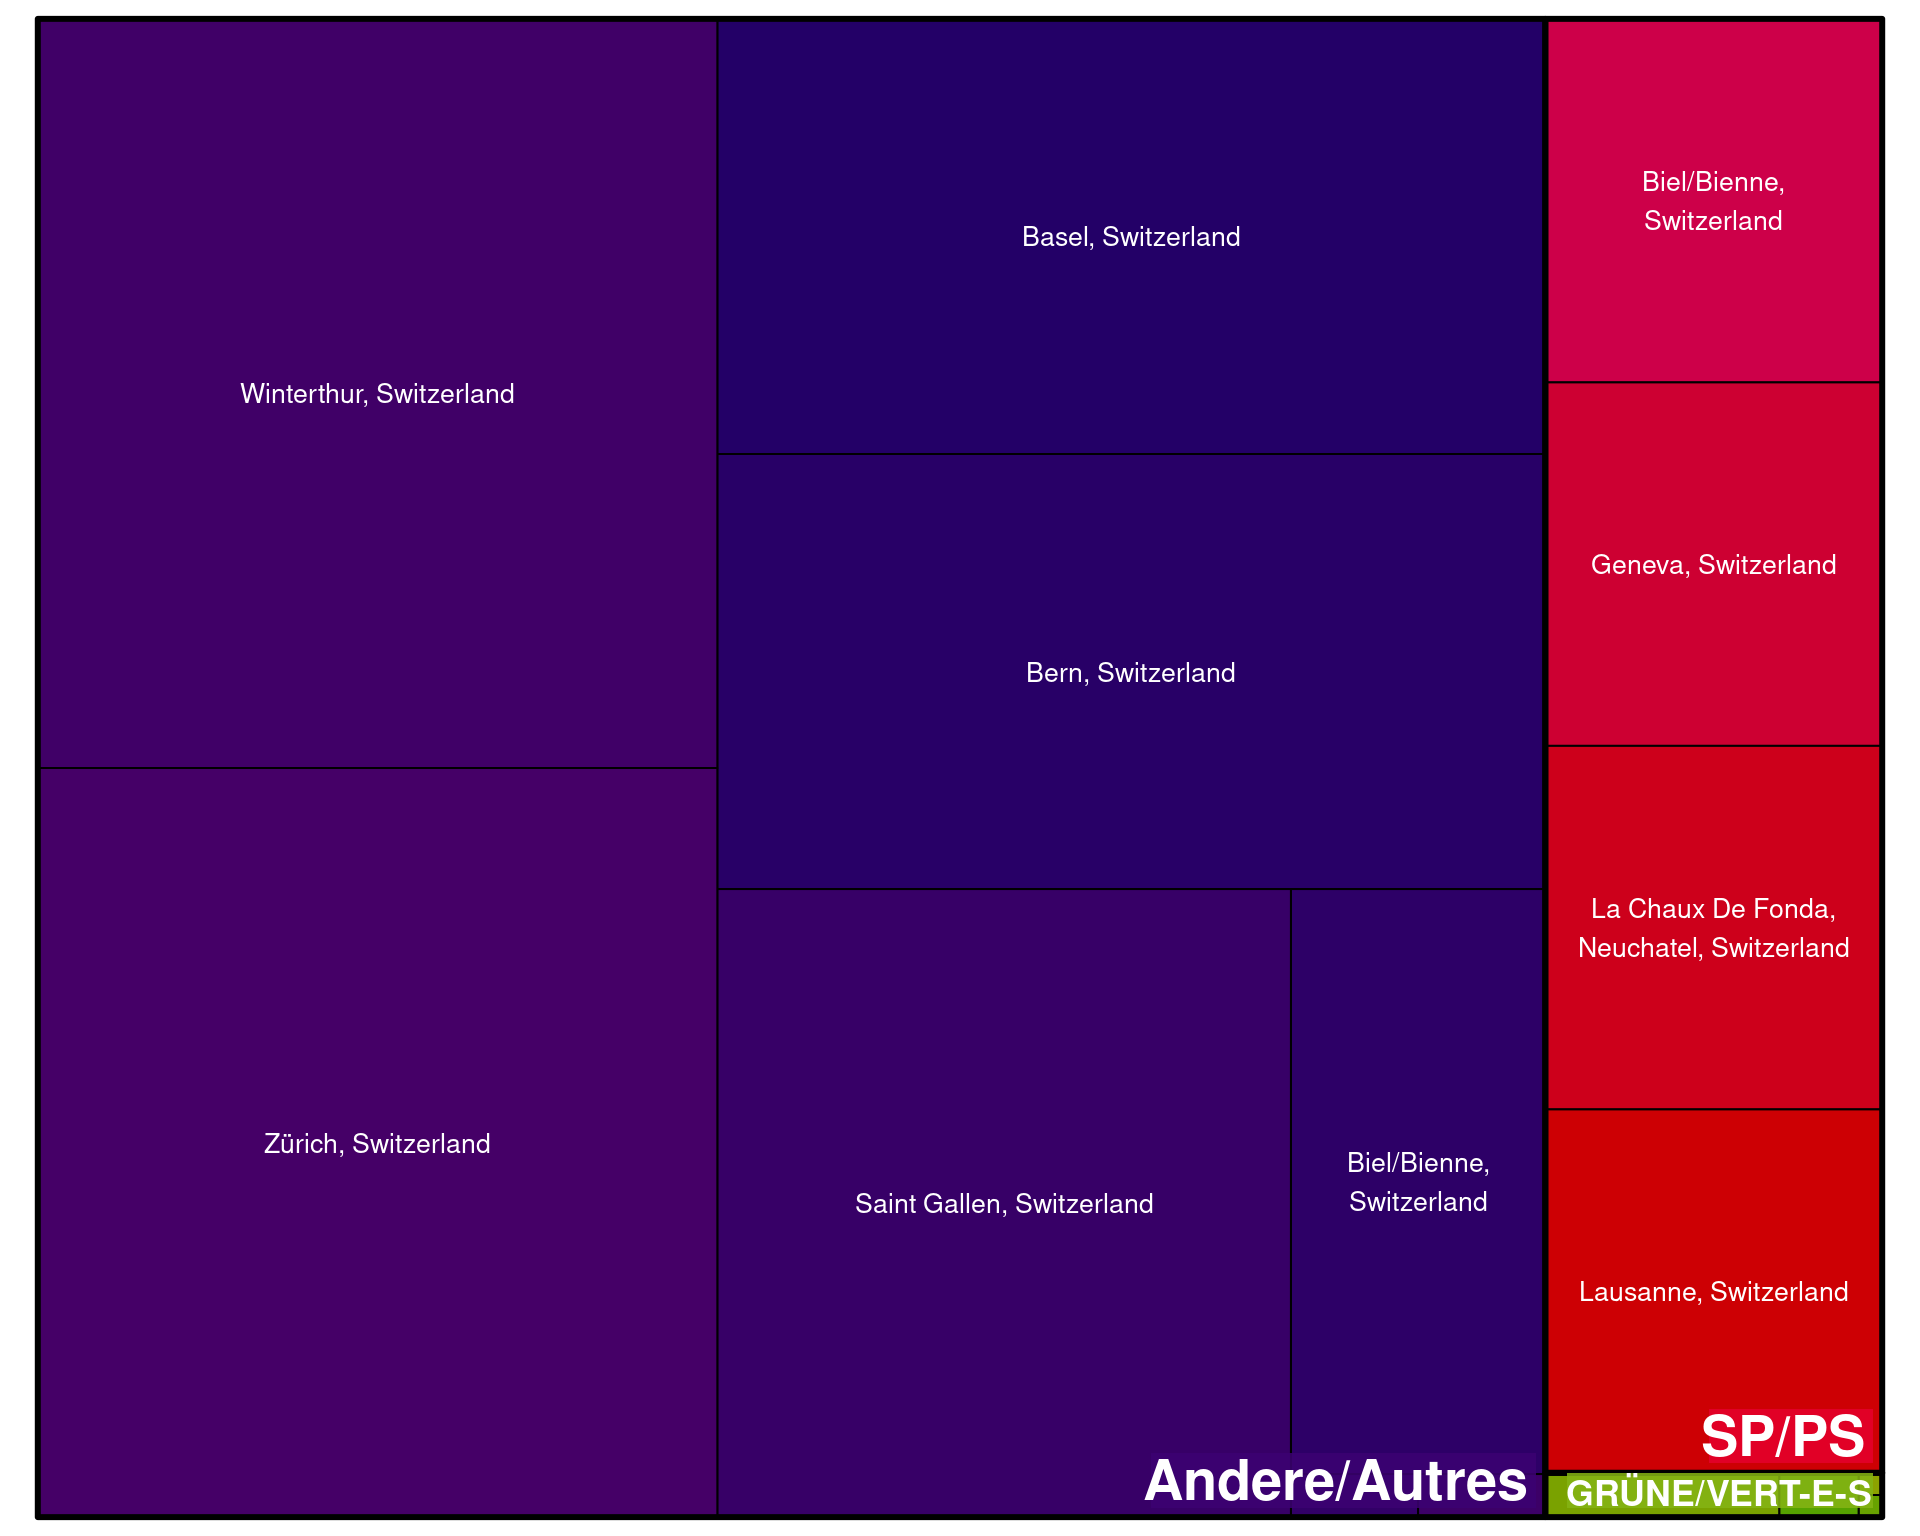 Winterthur, Switzerland
Zürich, Switzerland
Basel, Switzerland
Bern, Switzerland
Saint Gallen, Switzerland
Biel/Bienne,
Switzerland
Andere/Autres
Biel/Bienne,
Switzerland
Geneva, Switzerland
La Chaux De Fonda,
Neuchatel, Switzerland
Lausanne, Switzerland
SP/PS
GRÜNE/VERT-E-S